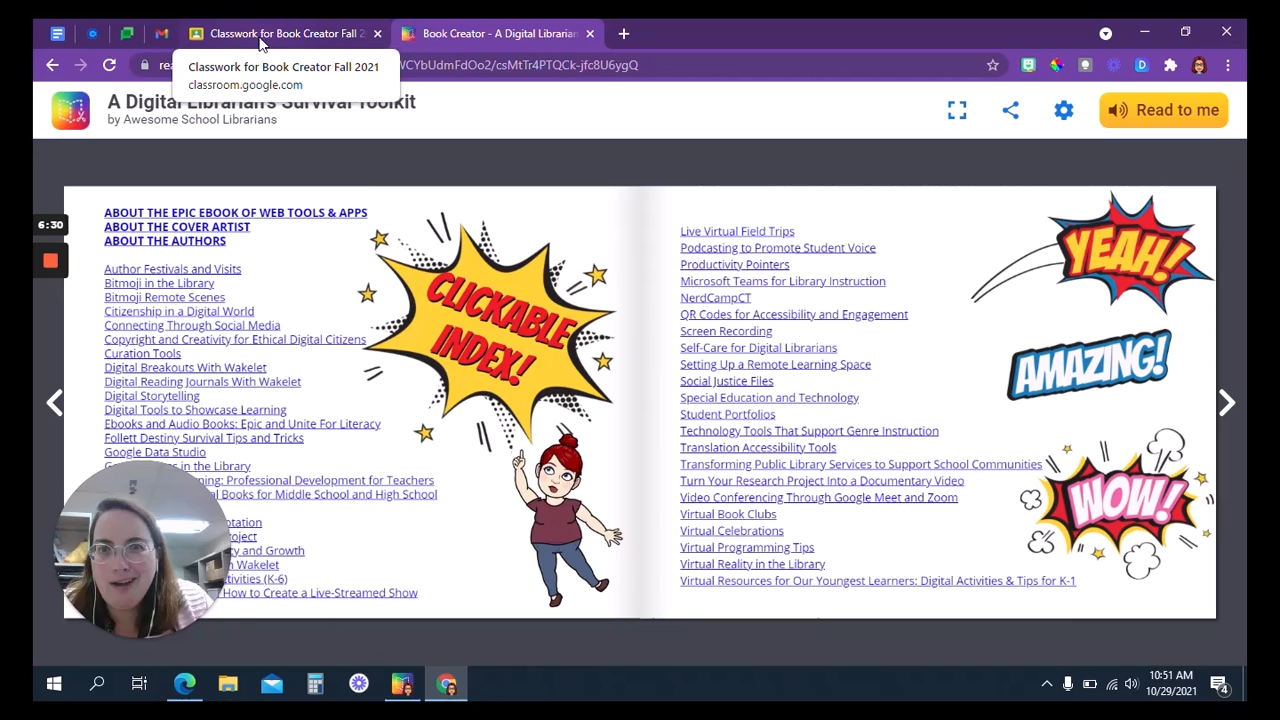 Classwork for Book Creator Fall 2
Book Creator - A Digital Librarian
WCYbUdmFdOo2/csMtTr4PTQCk-jfc8U6ygQ
Classwork for Book Creator Fall 2021
classroom.google.com
A Digital Librarian's Survival Toolkit
by Awesome School Librarians
Read to me
6:30
ABOUT THE EPIC EBOOK OF WEB TOOLS & APPS
ABOUT THE COVER ARTIST
ABOUT THE AUTHORS
Author Festivals and Visits
Bitmoji in the Library
Bitmoji Remote Scenes
Citizenship in a Digital World
Connecting Through Social Media
Copyright and Creativity for Ethical Digital Citizens
Curation Tools
Digital Breakouts With Wakelet
Digital Reading Journals With Wakelet
Digital Storytelling
Digital Tools to Showcase Learning
Ebooks and Audio Books: Epic and Unite For Literacy
Follett Destiny Survival Tips and Tricks
Google Data Studio
in the Library
Professional Development for Teachers
Books for Middle School and High School
y and Growth
Wakelet
(K-6)
How to Create a Live-Streamed Show
CLICKABLE
INDEX!
Live Virtual Field Trips
Podcasting to Promote Student Voice
Productivity Pointers
Microsoft Teams for Library Instruction
NerdCampCT
QR Codes for Accessibility and Engagement
Screen Recording
Self-Care for Digital Librarians
Setting Up a Remote Learning Space
Social Justice Files
Special Education and Technology
Student Portfolios
Technology Tools That Support Genre Instruction
Translation Accessibility Tools
Transforming Public Library Services to Support School Communities
Turn Your Research Project Into a Documentary Video
Video Conferencing Through Google Meet and Zoom
Virtual Book Clubs
Virtual Celebrations
Virtual Programming Tips
Virtual Reality in the Library
Virtual Resources for Our Youngest Learners: Digital Activities & Tips for K-1
YEAH!
AMAZING!
WOW!
10:51 AM
10/29/2021
4